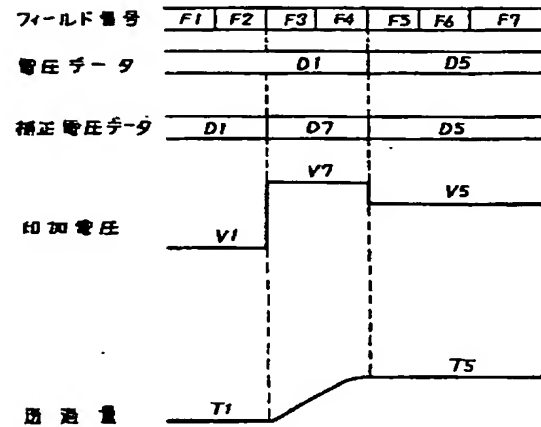 フィールド番号 F1 F2 F3 F4 F5 F6 F7
電圧データ D1 D5
補正電圧データ D1 D7 D5
V7
V5
印加電圧 V1
T5
透過量 T1